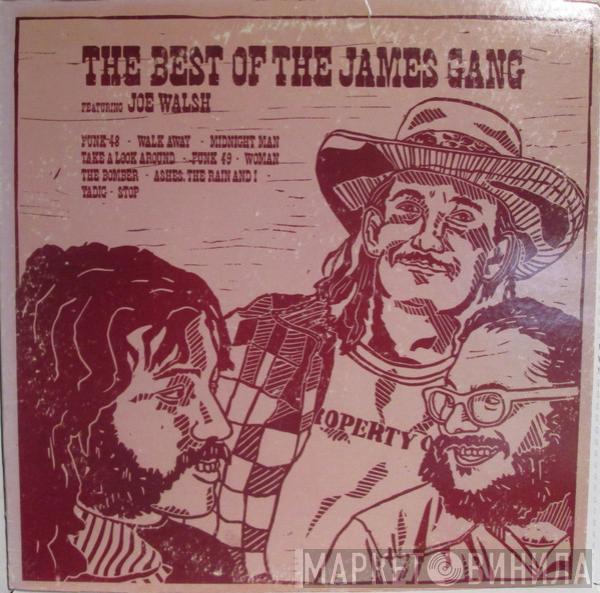 THE BEST OF THE JAMES GANG
FEATURING JOE WALSH
FUNK 48 - WALK AWAY - MIDNIGHT MAN
TAKE A LOOK AROUND - FUNK 49 - WOMAN
THE BOMBER - ASHES, THE RAIN AND I -
YADIG - STOP
ROPERTY O
МАРКЕТ ВИНИЛА